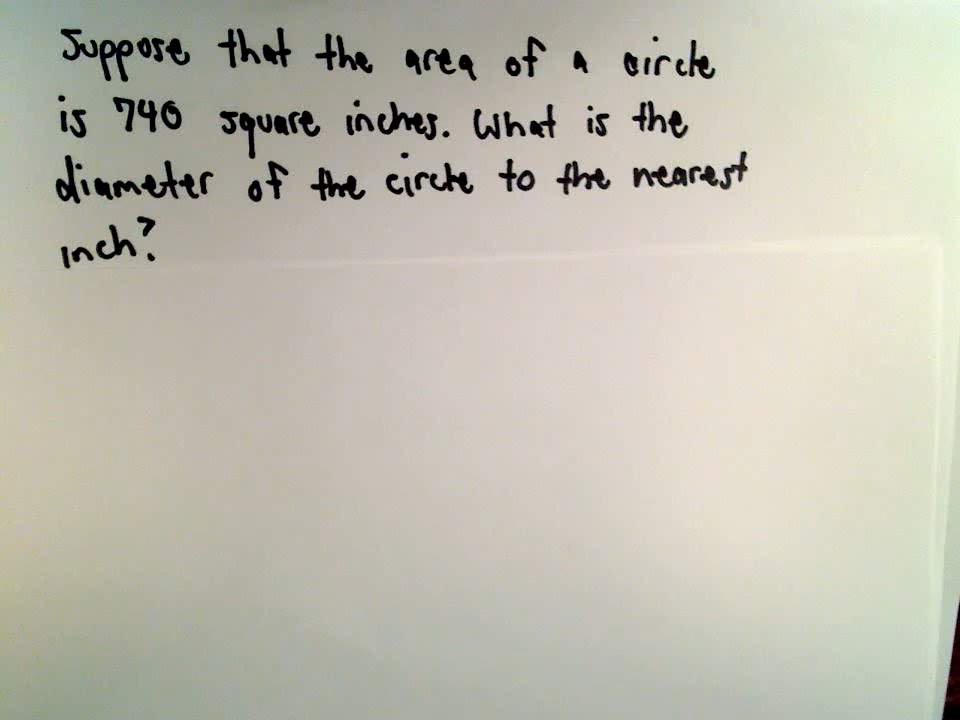 Suppose that the area of a circle
is 740 square inches. What is the
diameter of the circle to the nearest
inch?